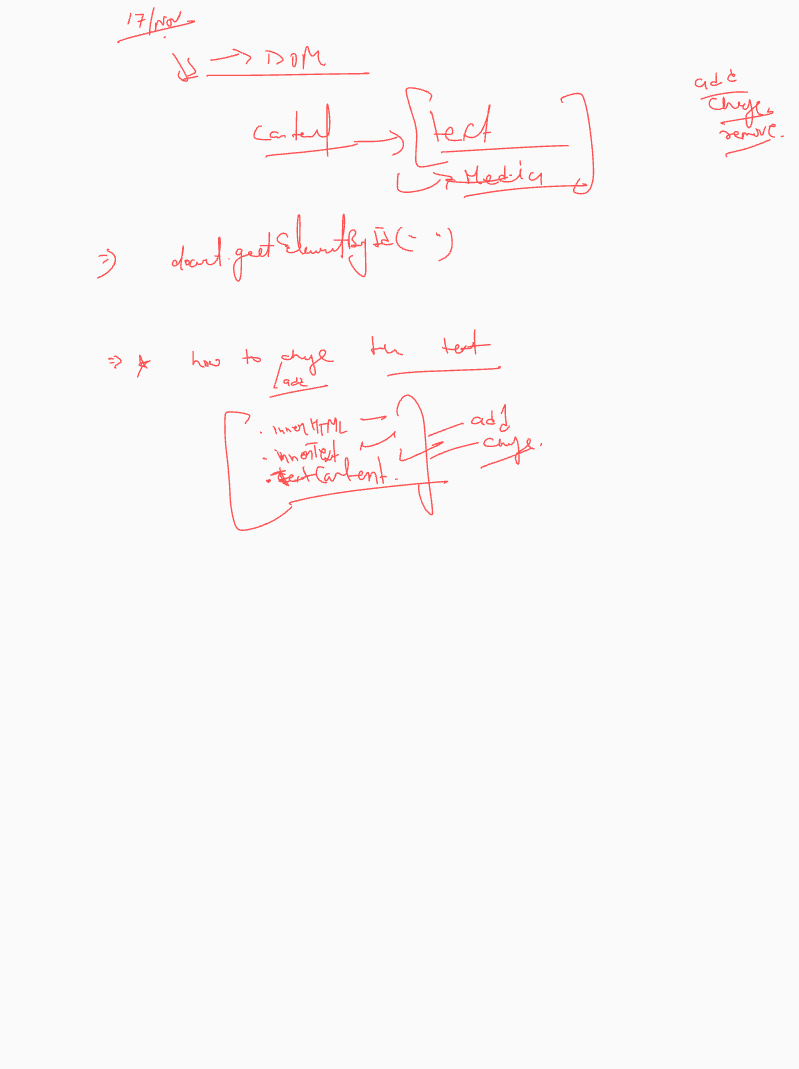 17/Nov
JS → DOM
add
content → text
change
remove.
→ Media
⇒ document.getElementById(" ")
⇒ * how to change the text
/add
. innerHTML
add
. innerText
change.
. textContent.